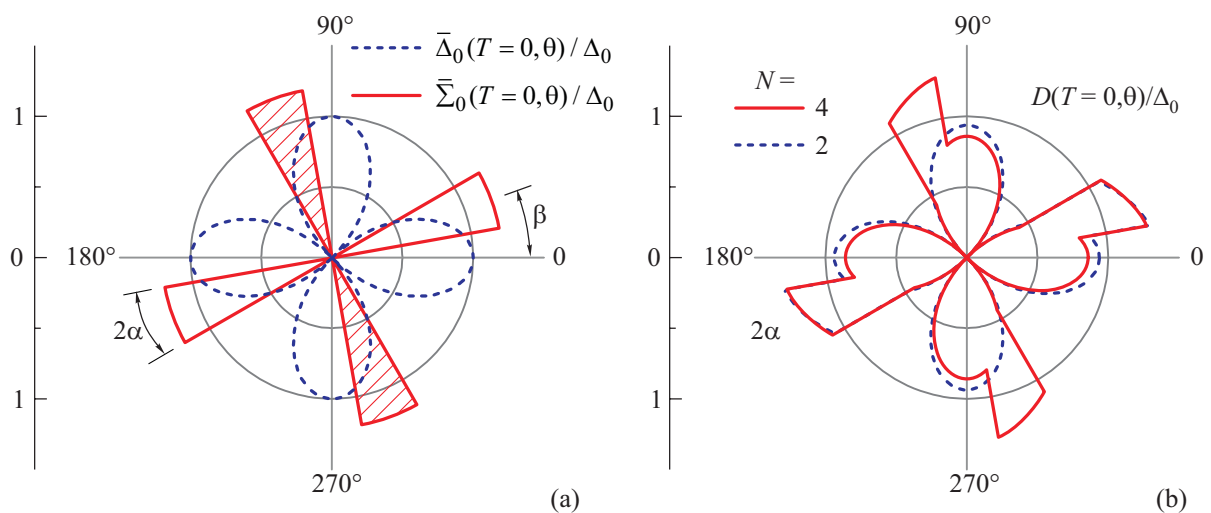 90°
Δ̄₀(T = 0, θ) / Δ₀
Σ̄₀(T = 0, θ) / Δ₀
1
0
1
180°
0
β
2α
270°
(a)
90°
N =
4
2
D(T = 0,θ)/Δ₀
1
0
1
180°
0
2α
270°
(b)